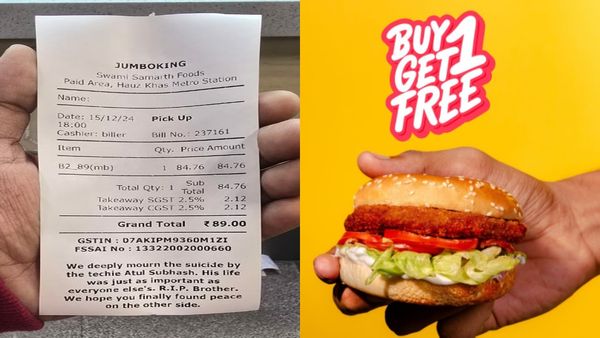 JUMBOKING
Swami Samarth Foods
Paid Area, Hauz Khas Metro Station
Name:
Date: 15/12/24 Pick Up
18:00
Cashier: biller Bill No.: 237161
Item Qty. Price Amount
B2_89(mb) 1 84.76 84.76
Total Qty: 1 Sub Total 84.76
Takeaway SGST 2.5% 2.12
Takeaway CGST 2.5% 2.12
Grand Total ₹89.00
GSTIN : 07AKIPM9360M1ZI
FSSAI No : 13322002000660
We deeply mourn the suicide by
the techie Atul Subhash. His life
was just as important as
everyone else's. R.I.P. Brother.
We hope you finally found peace
on the other side.
BUY 1
GET
FREE